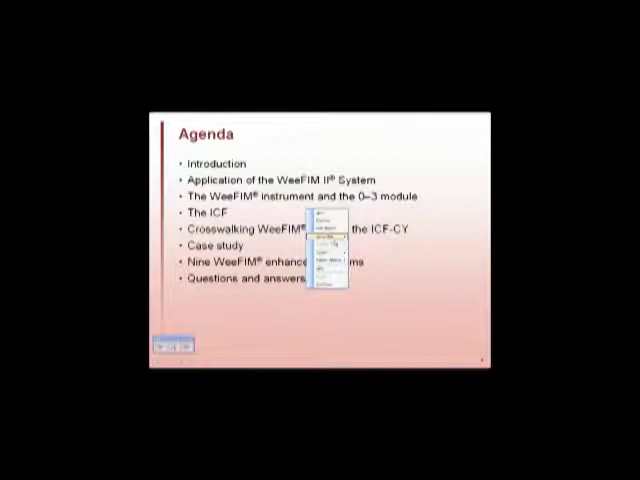 Agenda
• Introduction
• Application of the WeeFIM II® System
• The WeeFIM® instrument and the 0–3 module
• The ICF
• Crosswalking WeeFIM® the ICF-CY
• Case study
• Nine WeeFIM®
• Questions and answers